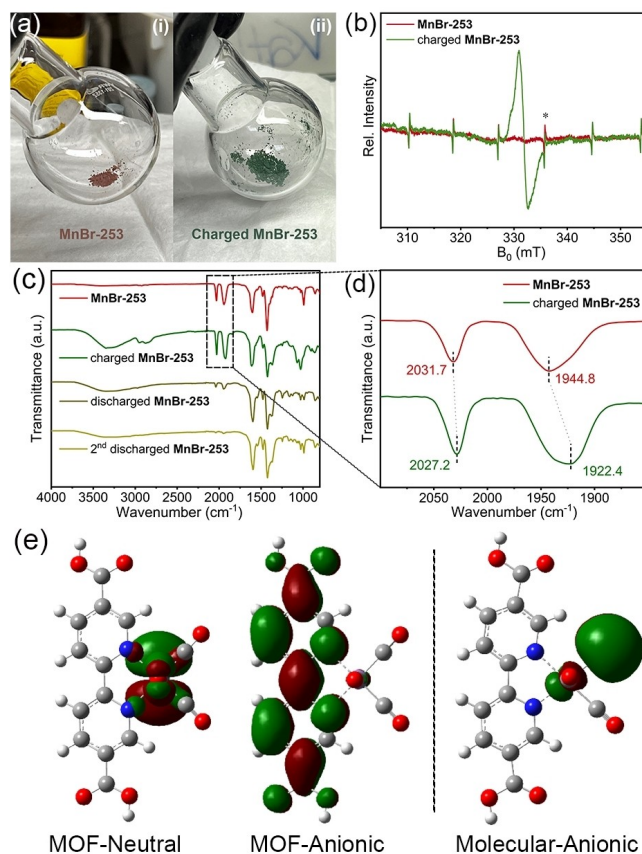 (a)
(i)
(ii)
MnBr-253
Charged MnBr-253
(b)
MnBr-253
charged MnBr-253
*
Rel. Intensity
310 320 330 340 350
B₀ (mT)
(c)
MnBr-253
charged MnBr-253
discharged MnBr-253
2ⁿᵈ discharged MnBr-253
Transmittance (a.u.)
4000 3500 3000 2500 2000 1500 1000
Wavenumber (cm⁻¹)
(d)
MnBr-253
charged MnBr-253
2031.7
1944.8
2027.2
1922.4
Transmittance (a.u.)
2050 2000 1950 1900
Wavenumber (cm⁻¹)
(e)
MOF-Neutral
MOF-Anionic
Molecular-Anionic